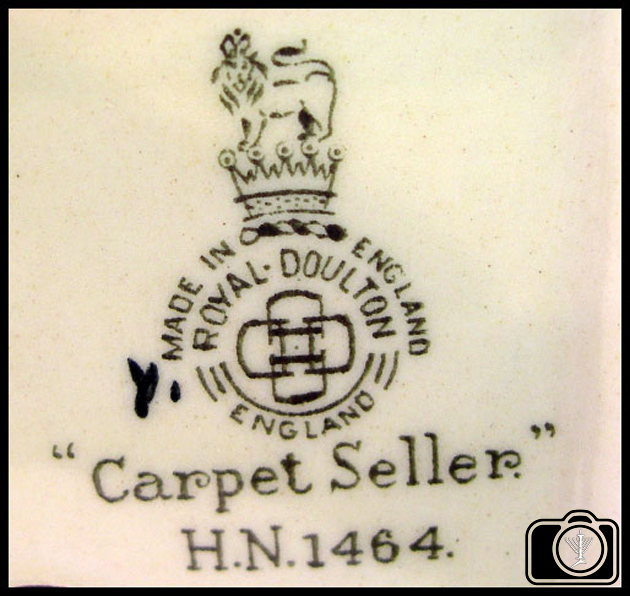 MADE IN ENGLAND
ROYAL·DOULTON
ENGLAND
Y.
"Carpet Seller."
H.N.1464.